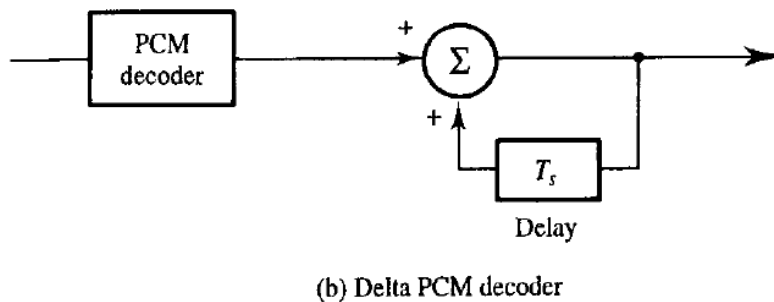 PCM
decoder
+
Σ
+
T_s
Delay
(b) Delta PCM decoder